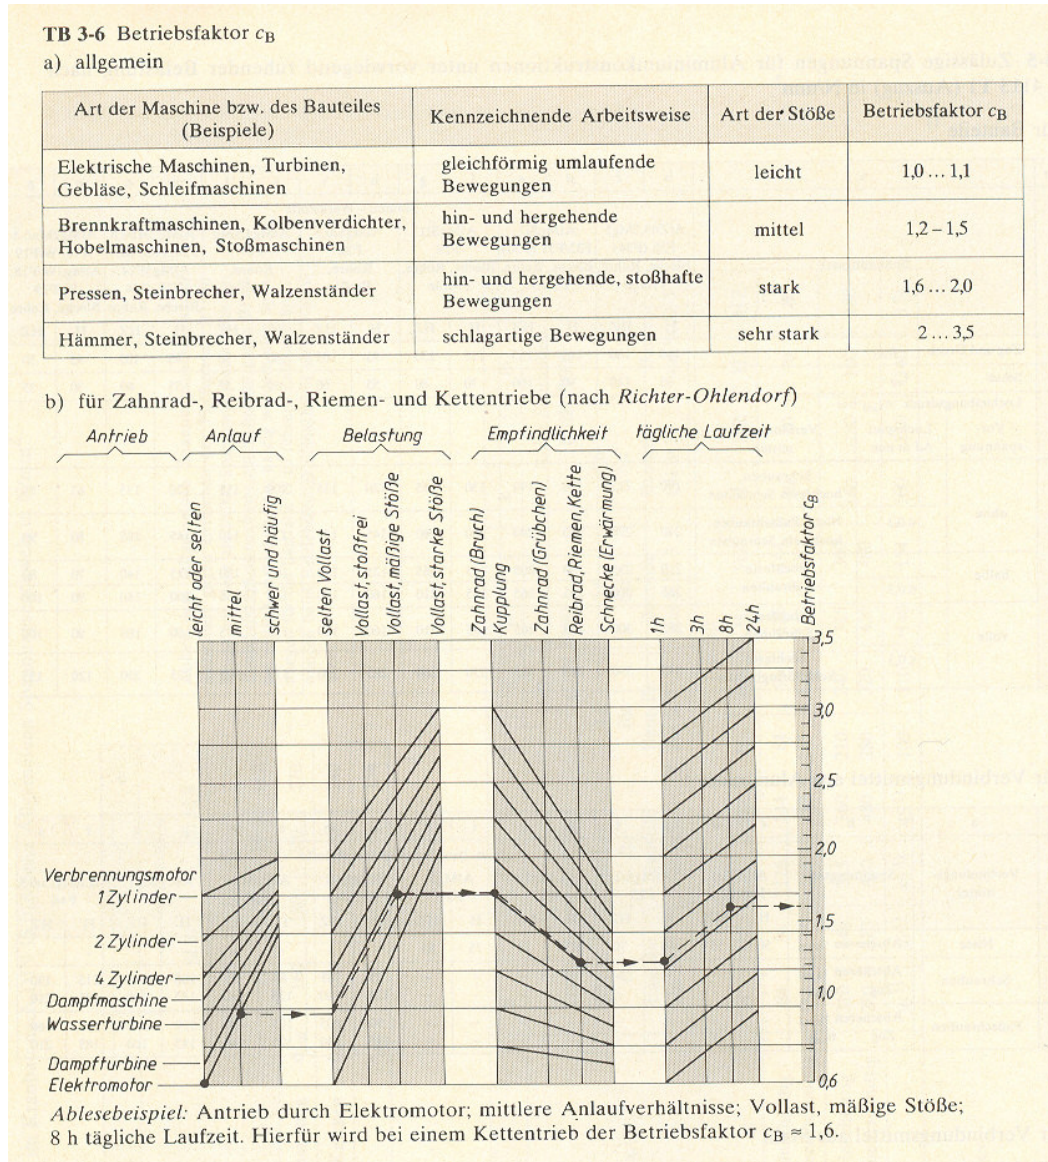 TB 3-6 Betriebsfaktor cB
a) allgemein
Art der Maschine bzw. des Bauteiles
(Beispiele)
Kennzeichnende Arbeitsweise
Art der Stöße
Betriebsfaktor cB
Elektrische Maschinen, Turbinen,
Gebläse, Schleifmaschinen
gleichförmig umlaufende
Bewegungen
leicht
1,0 ... 1,1
Brennkraftmaschinen, Kolbenverdichter,
Hobelmaschinen, Stoßmaschinen
hin- und hergehende
Bewegungen
mittel
1,2 – 1,5
Pressen, Steinbrecher, Walzenständer
hin- und hergehende, stoßhafte
Bewegungen
stark
1,6 ... 2,0
Hämmer, Steinbrecher, Walzenständer
schlagartige Bewegungen
sehr stark
2 ... 3,5
b) für Zahnrad-, Reibrad-, Riemen- und Kettentriebe (nach Richter-Ohlendorf)
Antrieb
Anlauf
Belastung
Empfindlichkeit
tägliche Laufzeit
leicht oder selten
mittel
schwer und häufig
selten Vollast
Vollast, stoßfrei
Vollast, mäßige Stöße
Vollast, starke Stöße
Zahnrad (Bruch)
Kupplung
Zahnrad (Grübchen)
Reibrad, Riemen, Kette
Schnecke (Erwärmung)
1h
3h
8h
24h
Betriebsfaktor cB
3,5
3,0
2,5
2,0
1,5
1,0
0,6
Verbrennungsmotor
1 Zylinder
2 Zylinder
4 Zylinder
Dampfmaschine
Wasserturbine
Dampfturbine
Elektromotor
Ablesebeispiel: Antrieb durch Elektromotor; mittlere Anlaufverhältnisse; Vollast, mäßige Stöße;
8 h tägliche Laufzeit. Hierfür wird bei einem Kettentrieb der Betriebsfaktor cB ≈ 1,6.